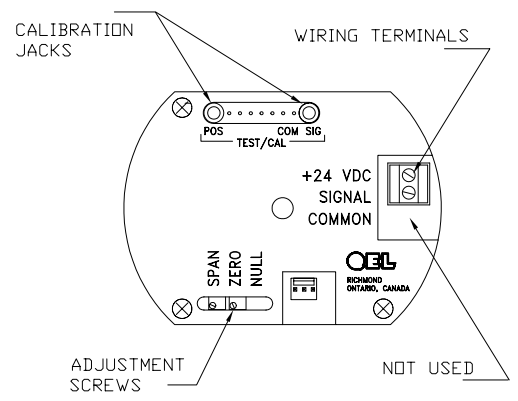 CALIBRATION
JACKS
WIRING TERMINALS
POS COM SIG
TEST/CAL
+24 VDC
SIGNAL
COMMON
SPAN
ZERO
NULL
OEL
RICHMOND
ONTARIO, CANADA
ADJUSTMENT
SCREWS
NOT USED